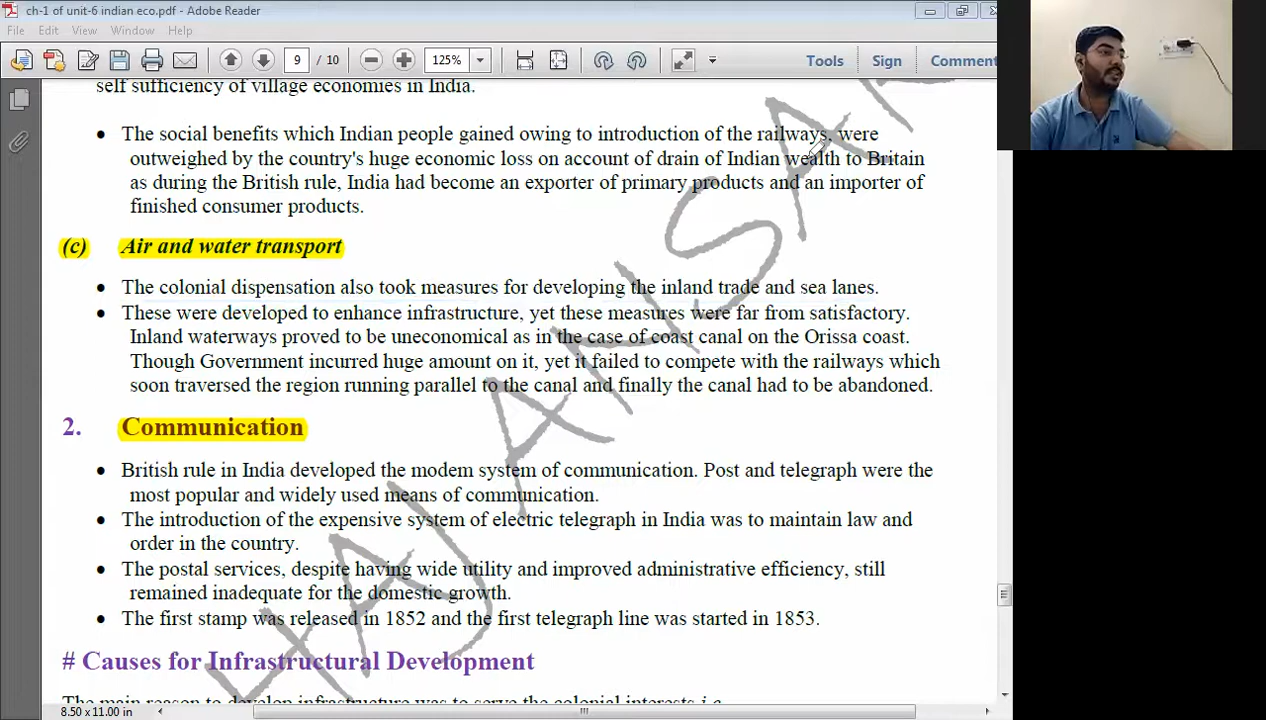 ch-1 of unit-6 indian eco.pdf - Adobe Reader
File Edit View Window Help
9 / 10 125% Tools Sign Comment
self sufficiency of village economies in India.
• The social benefits which Indian people gained owing to introduction of the railways, were
outweighed by the country's huge economic loss on account of drain of Indian wealth to Britain
as during the British rule, India had become an exporter of primary products and an importer of
finished consumer products.
(c) Air and water transport
• The colonial dispensation also took measures for developing the inland trade and sea lanes.
• These were developed to enhance infrastructure, yet these measures were far from satisfactory.
Inland waterways proved to be uneconomical as in the case of coast canal on the Orissa coast.
Though Government incurred huge amount on it, yet it failed to compete with the railways which
soon traversed the region running parallel to the canal and finally the canal had to be abandoned.
2. Communication
• British rule in India developed the modem system of communication. Post and telegraph were the
most popular and widely used means of communication.
• The introduction of the expensive system of electric telegraph in India was to maintain law and
order in the country.
• The postal services, despite having wide utility and improved administrative efficiency, still
remained inadequate for the domestic growth.
• The first stamp was released in 1852 and the first telegraph line was started in 1853.
# Causes for Infrastructural Development
The main reason to develop infrastructure was to serve the colonial interests i.e.
8.50 x 11.00 in